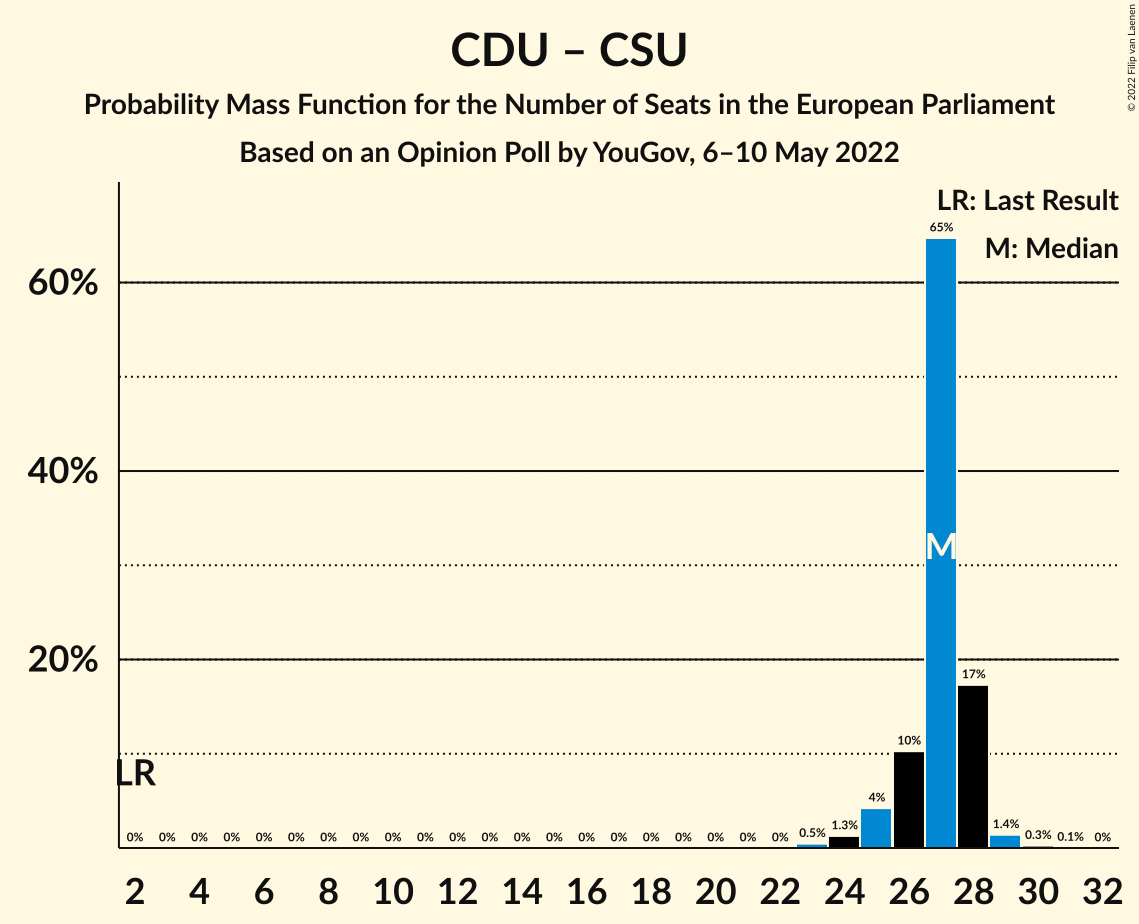 CDU – CSU
Probability Mass Function for the Number of Seats in the European Parliament
Based on an Opinion Poll by YouGov, 6–10 May 2022
© 2022 Filip van Laenen
LR: Last Result
M: Median
65%
60%
40%
M
20%
17%
10%
LR
4%
0% 0% 0% 0% 0% 0% 0% 0% 0% 0% 0% 0% 0% 0% 0% 0% 0% 0% 0% 0% 0% 0.5% 1.3% 1.4% 0.3% 0.1% 0%
2 4 6 8 10 12 14 16 18 20 22 24 26 28 30 32